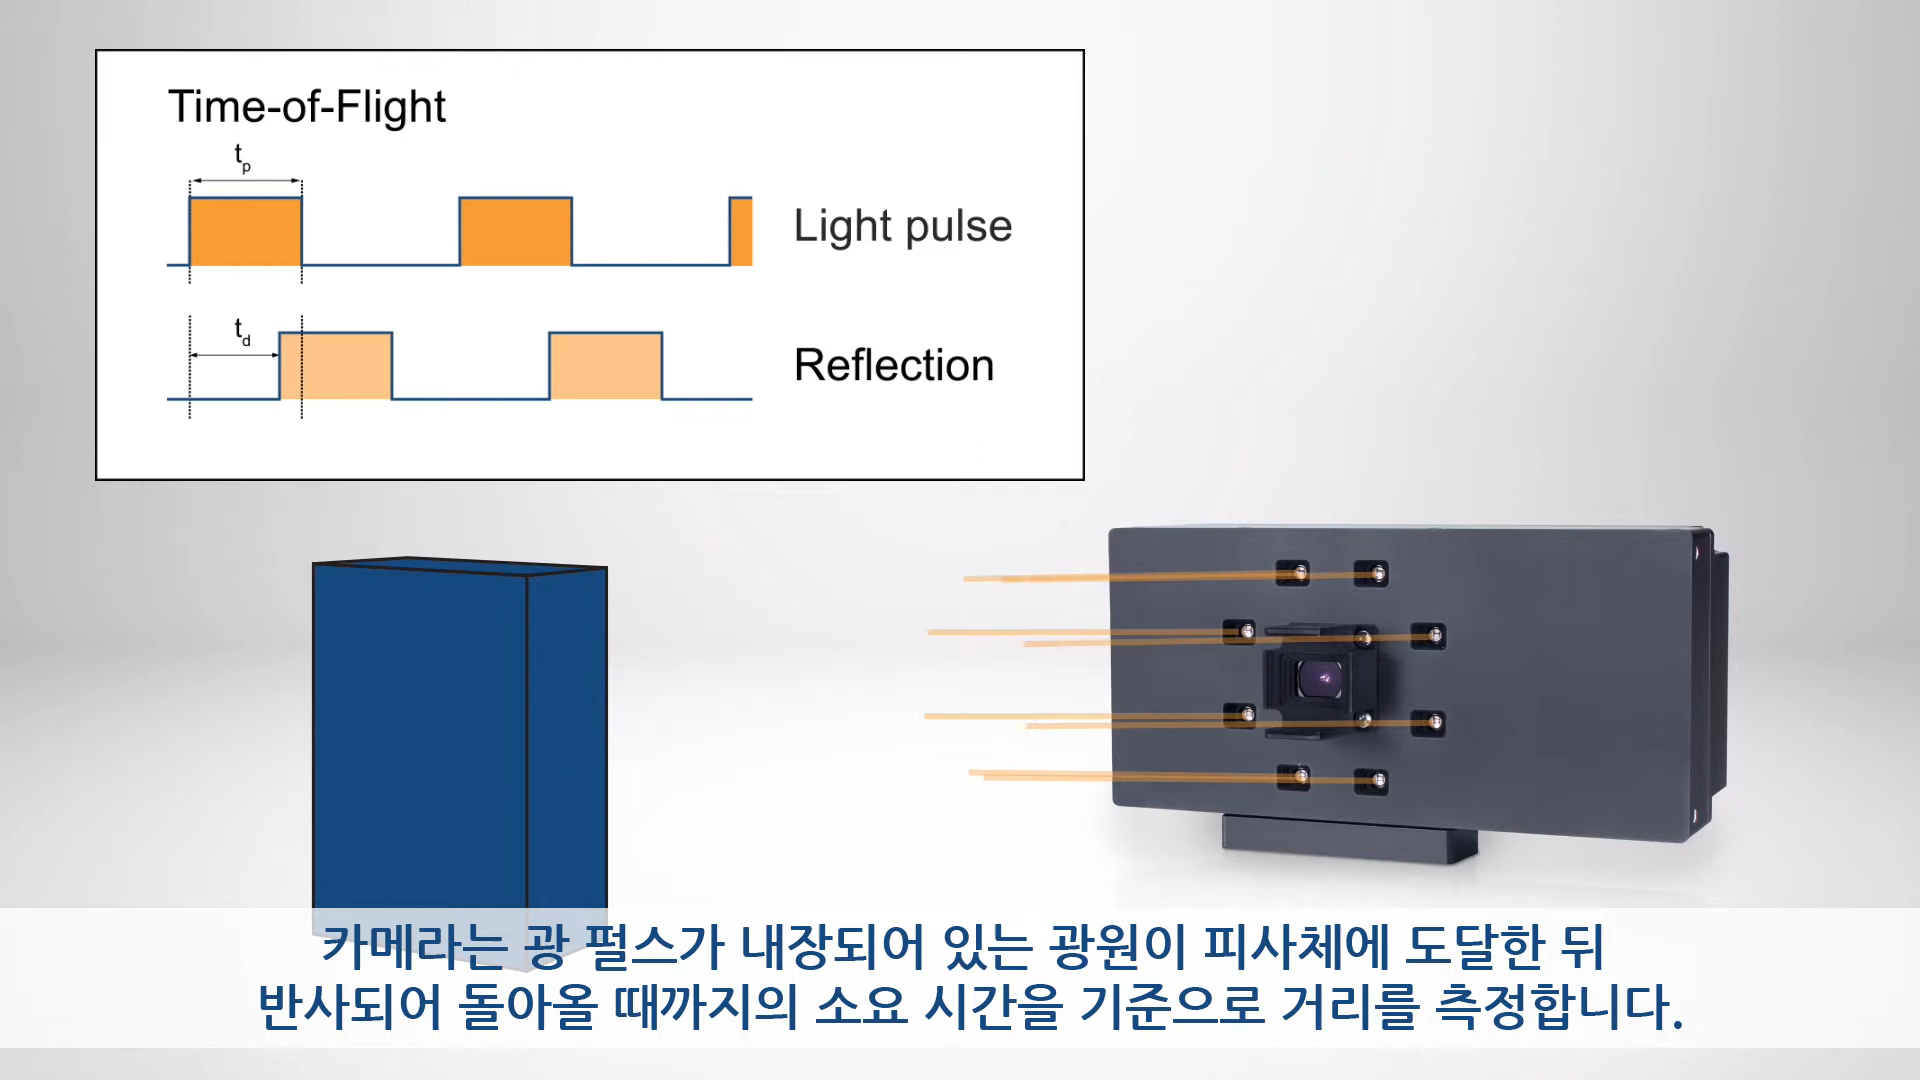 Time-of-Flight
tp
Light pulse
td
Reflection
카메라는 광 펄스가 내장되어 있는 광원이 피사체에 도달한 뒤
반사되어 돌아올 때까지의 소요 시간을 기준으로 거리를 측정합니다.